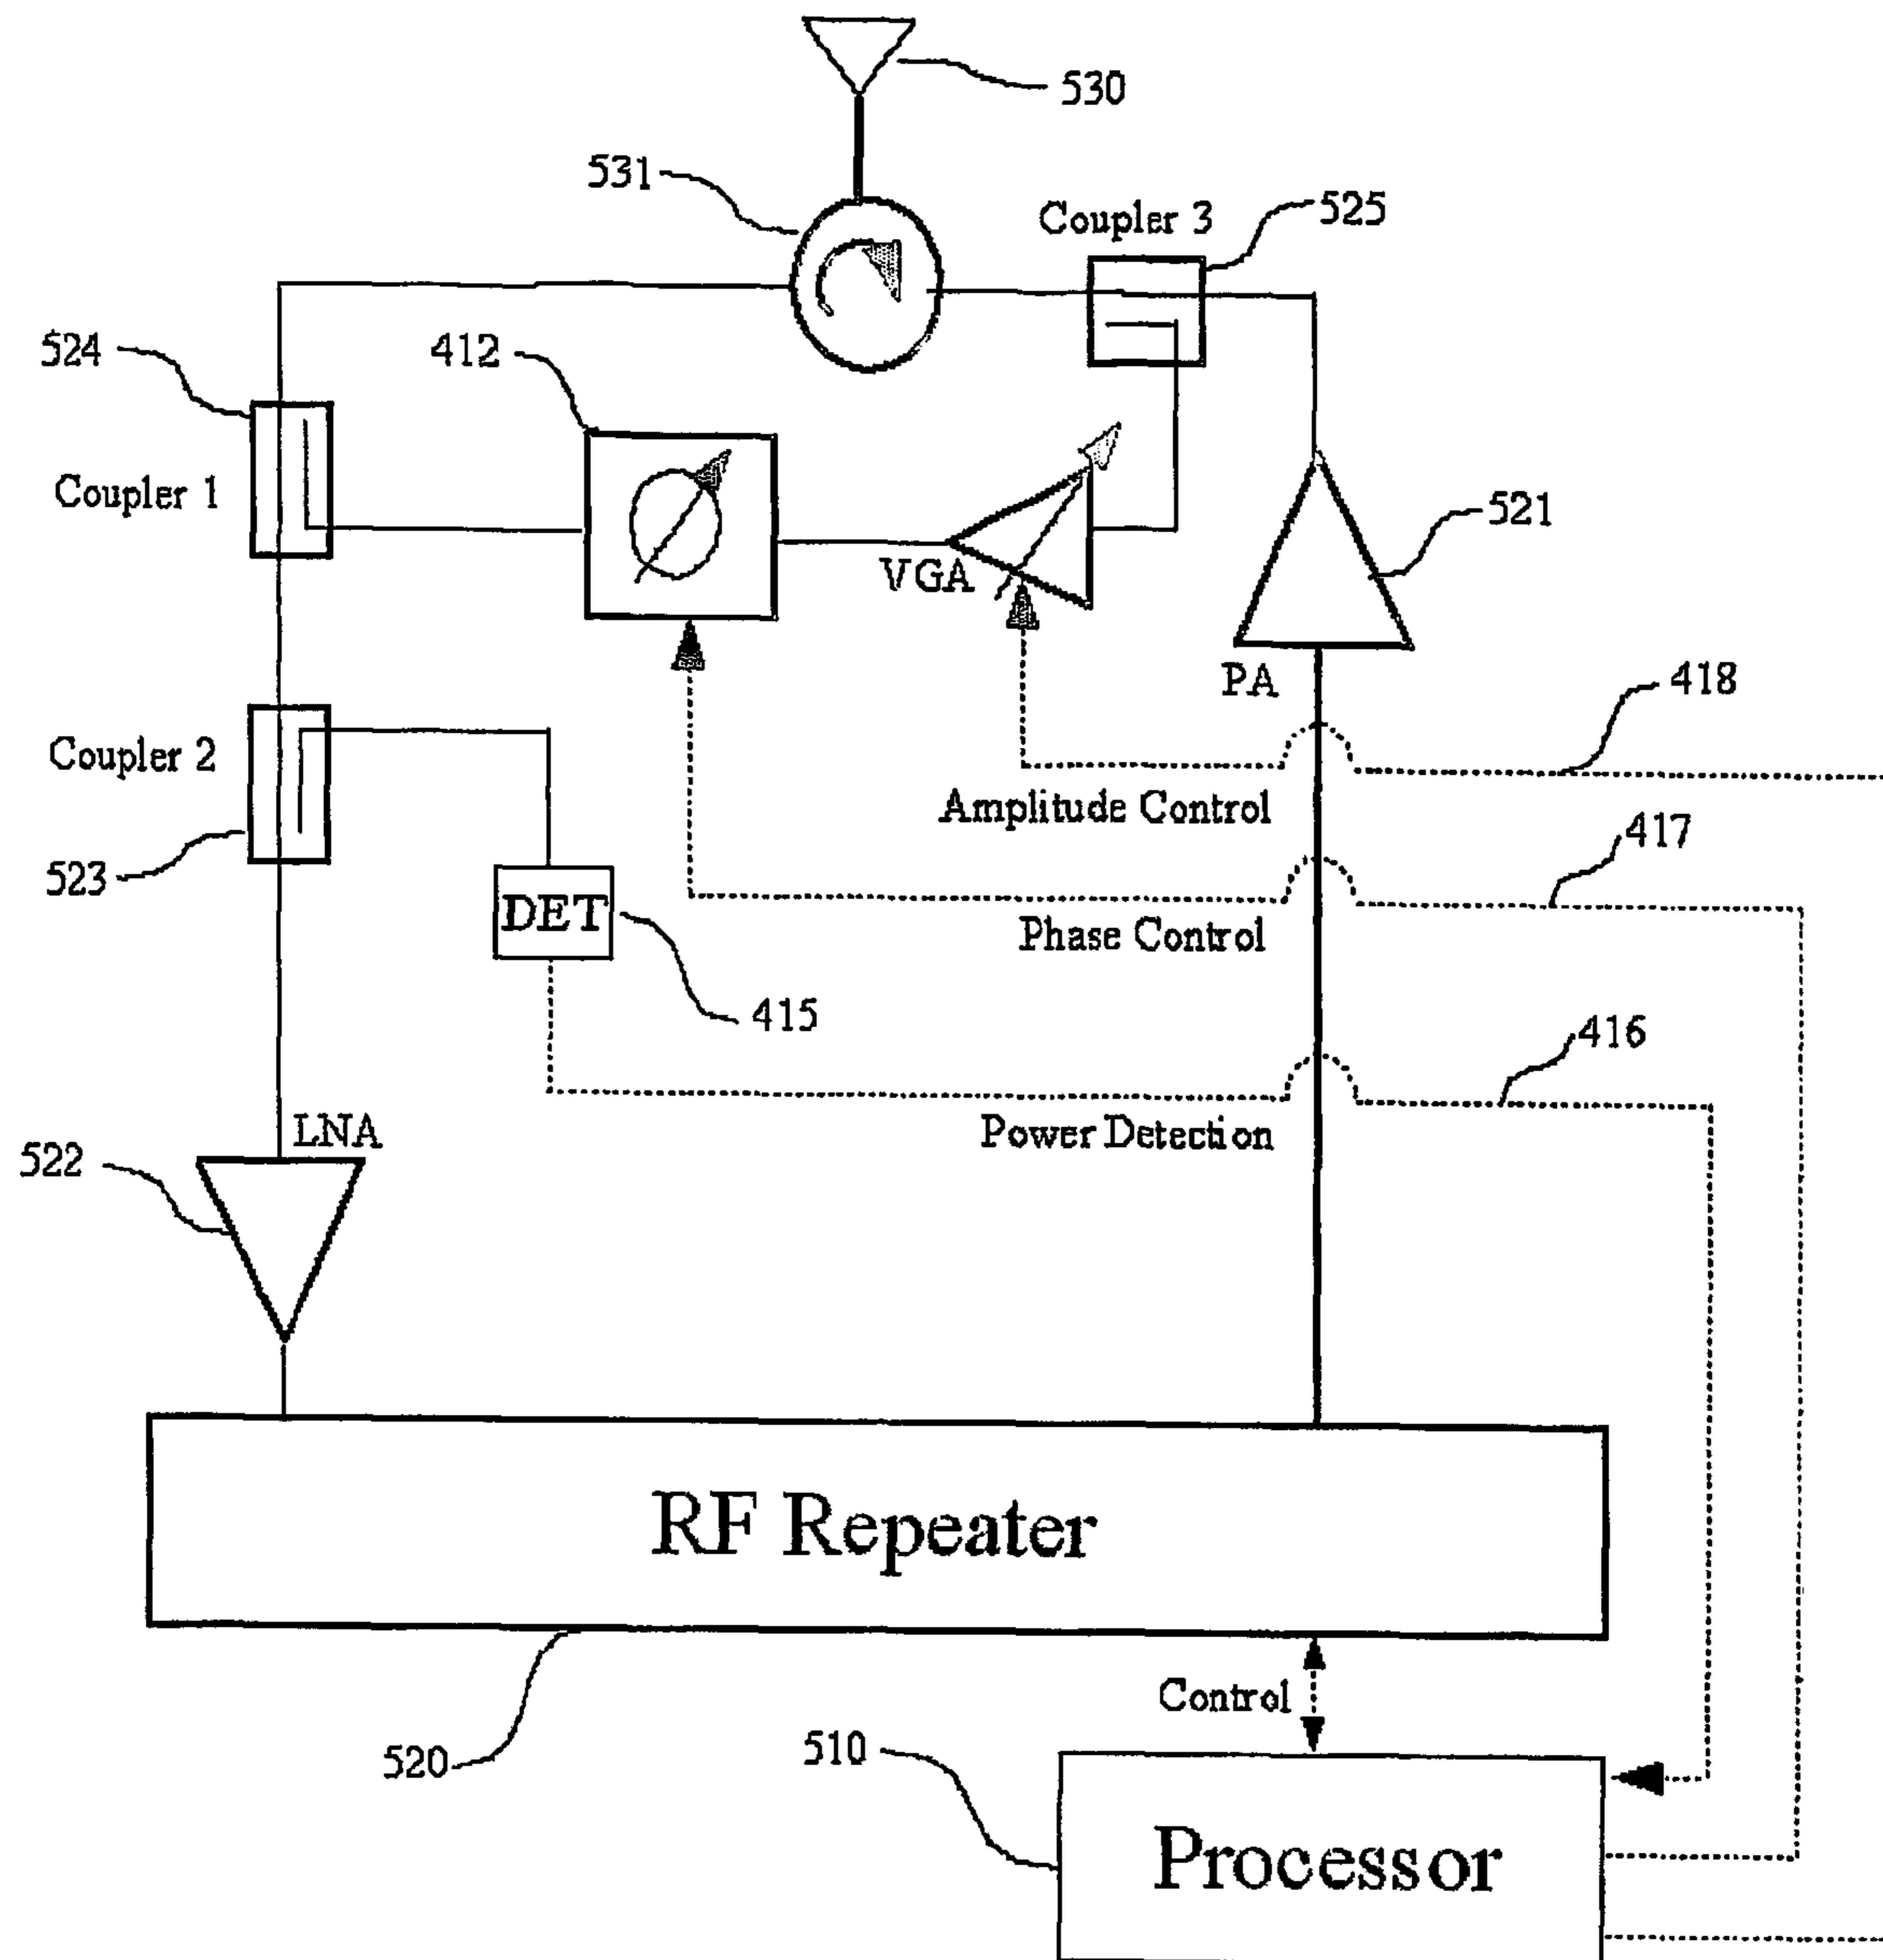 530
531
Coupler 3
525
524
412
Coupler 1
VGA
521
PA
418
Coupler 2
Amplitude Control
417
523
DET
Phase Control
415
416
LNA
Power Detection
522
RF Repeater
Control
520
510
Processor